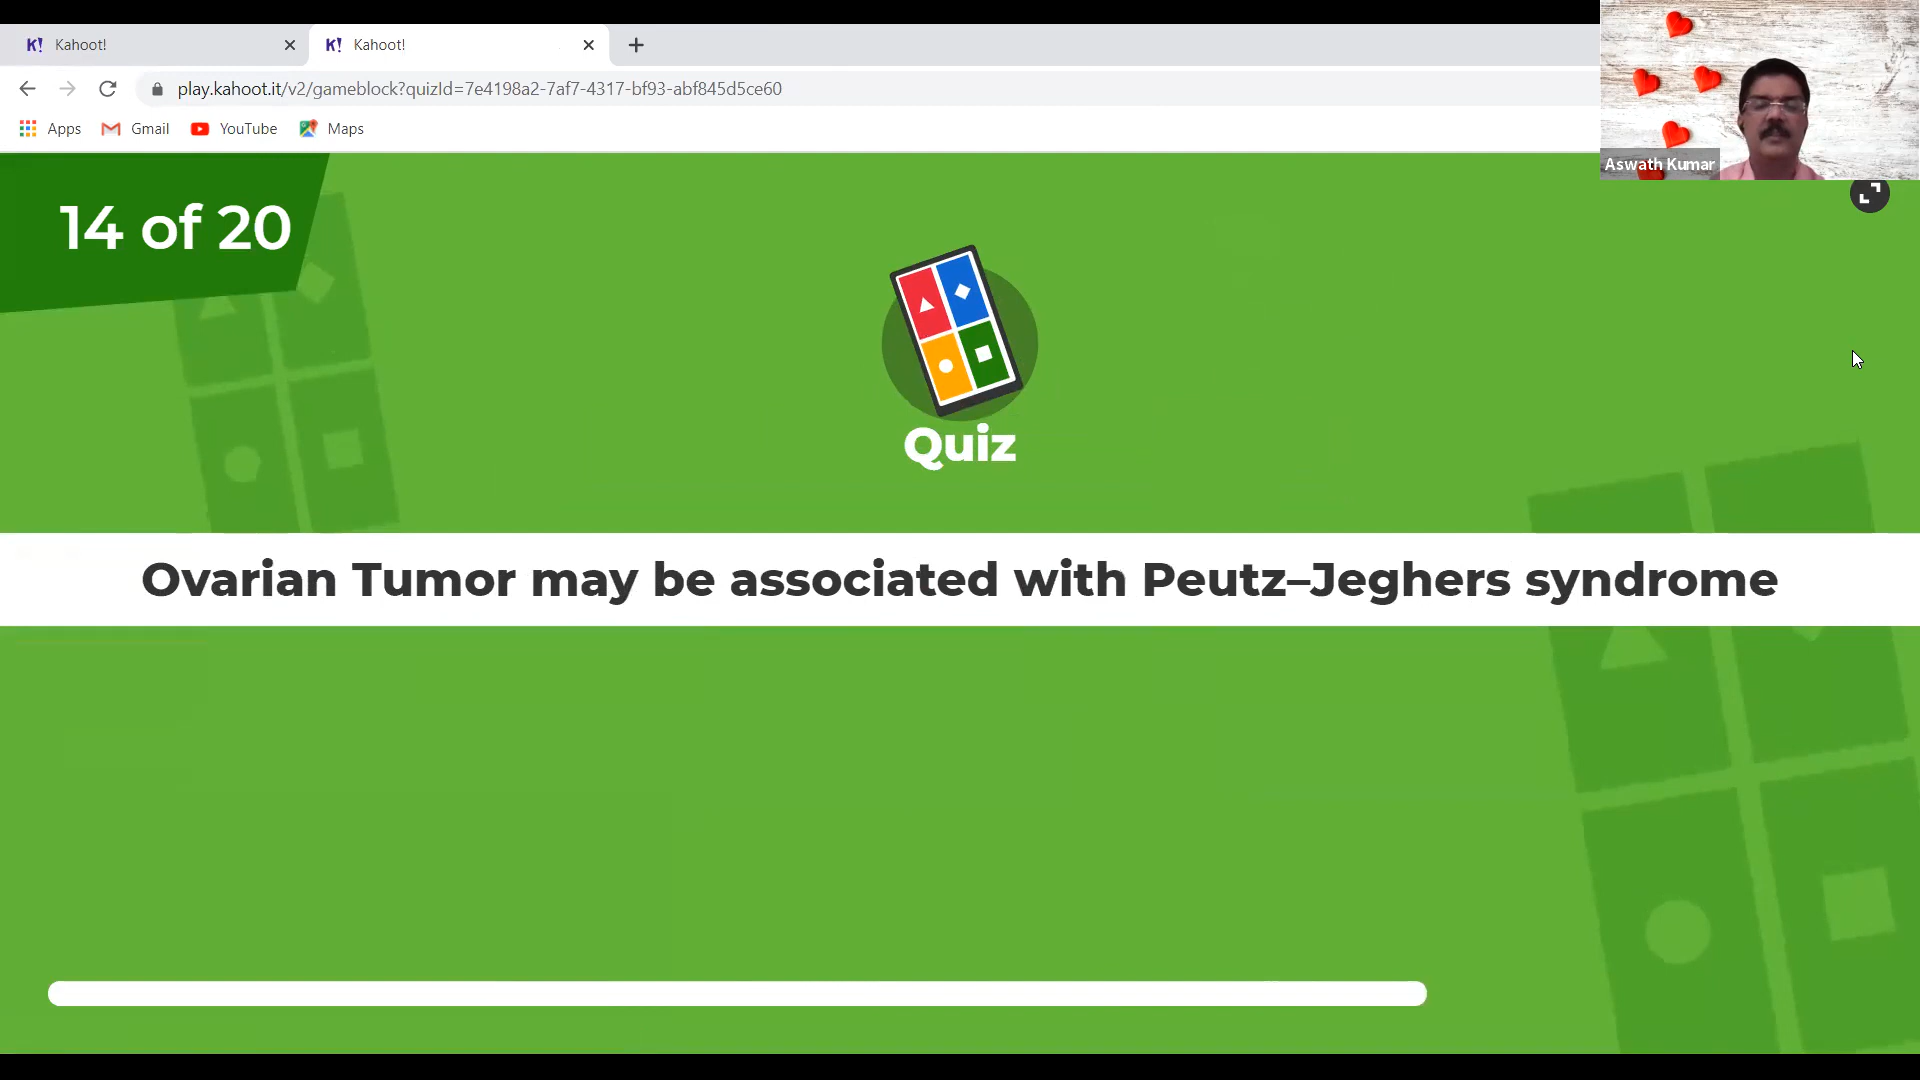 K! Kahoot!
K! Kahoot!
play.kahoot.it/v2/gameblock?quizId=7e4198a2-7af7-4317-bf93-abf845d5ce60
Apps Gmail YouTube Maps
Aswath Kumar
14 of 20
Quiz
Ovarian Tumor may be associated with Peutz–Jeghers syndrome